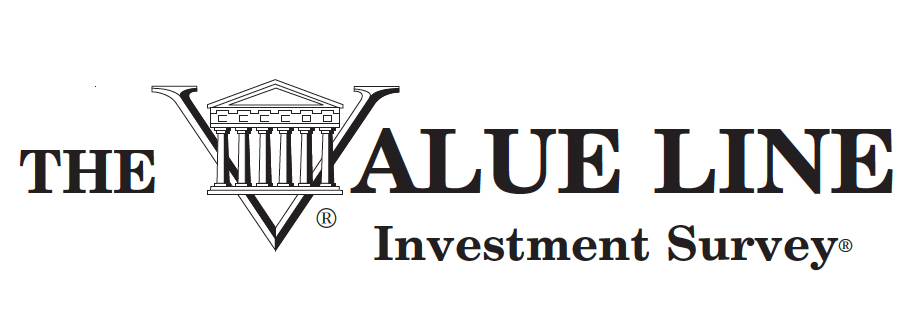 THE VALUE LINE®
Investment Survey®